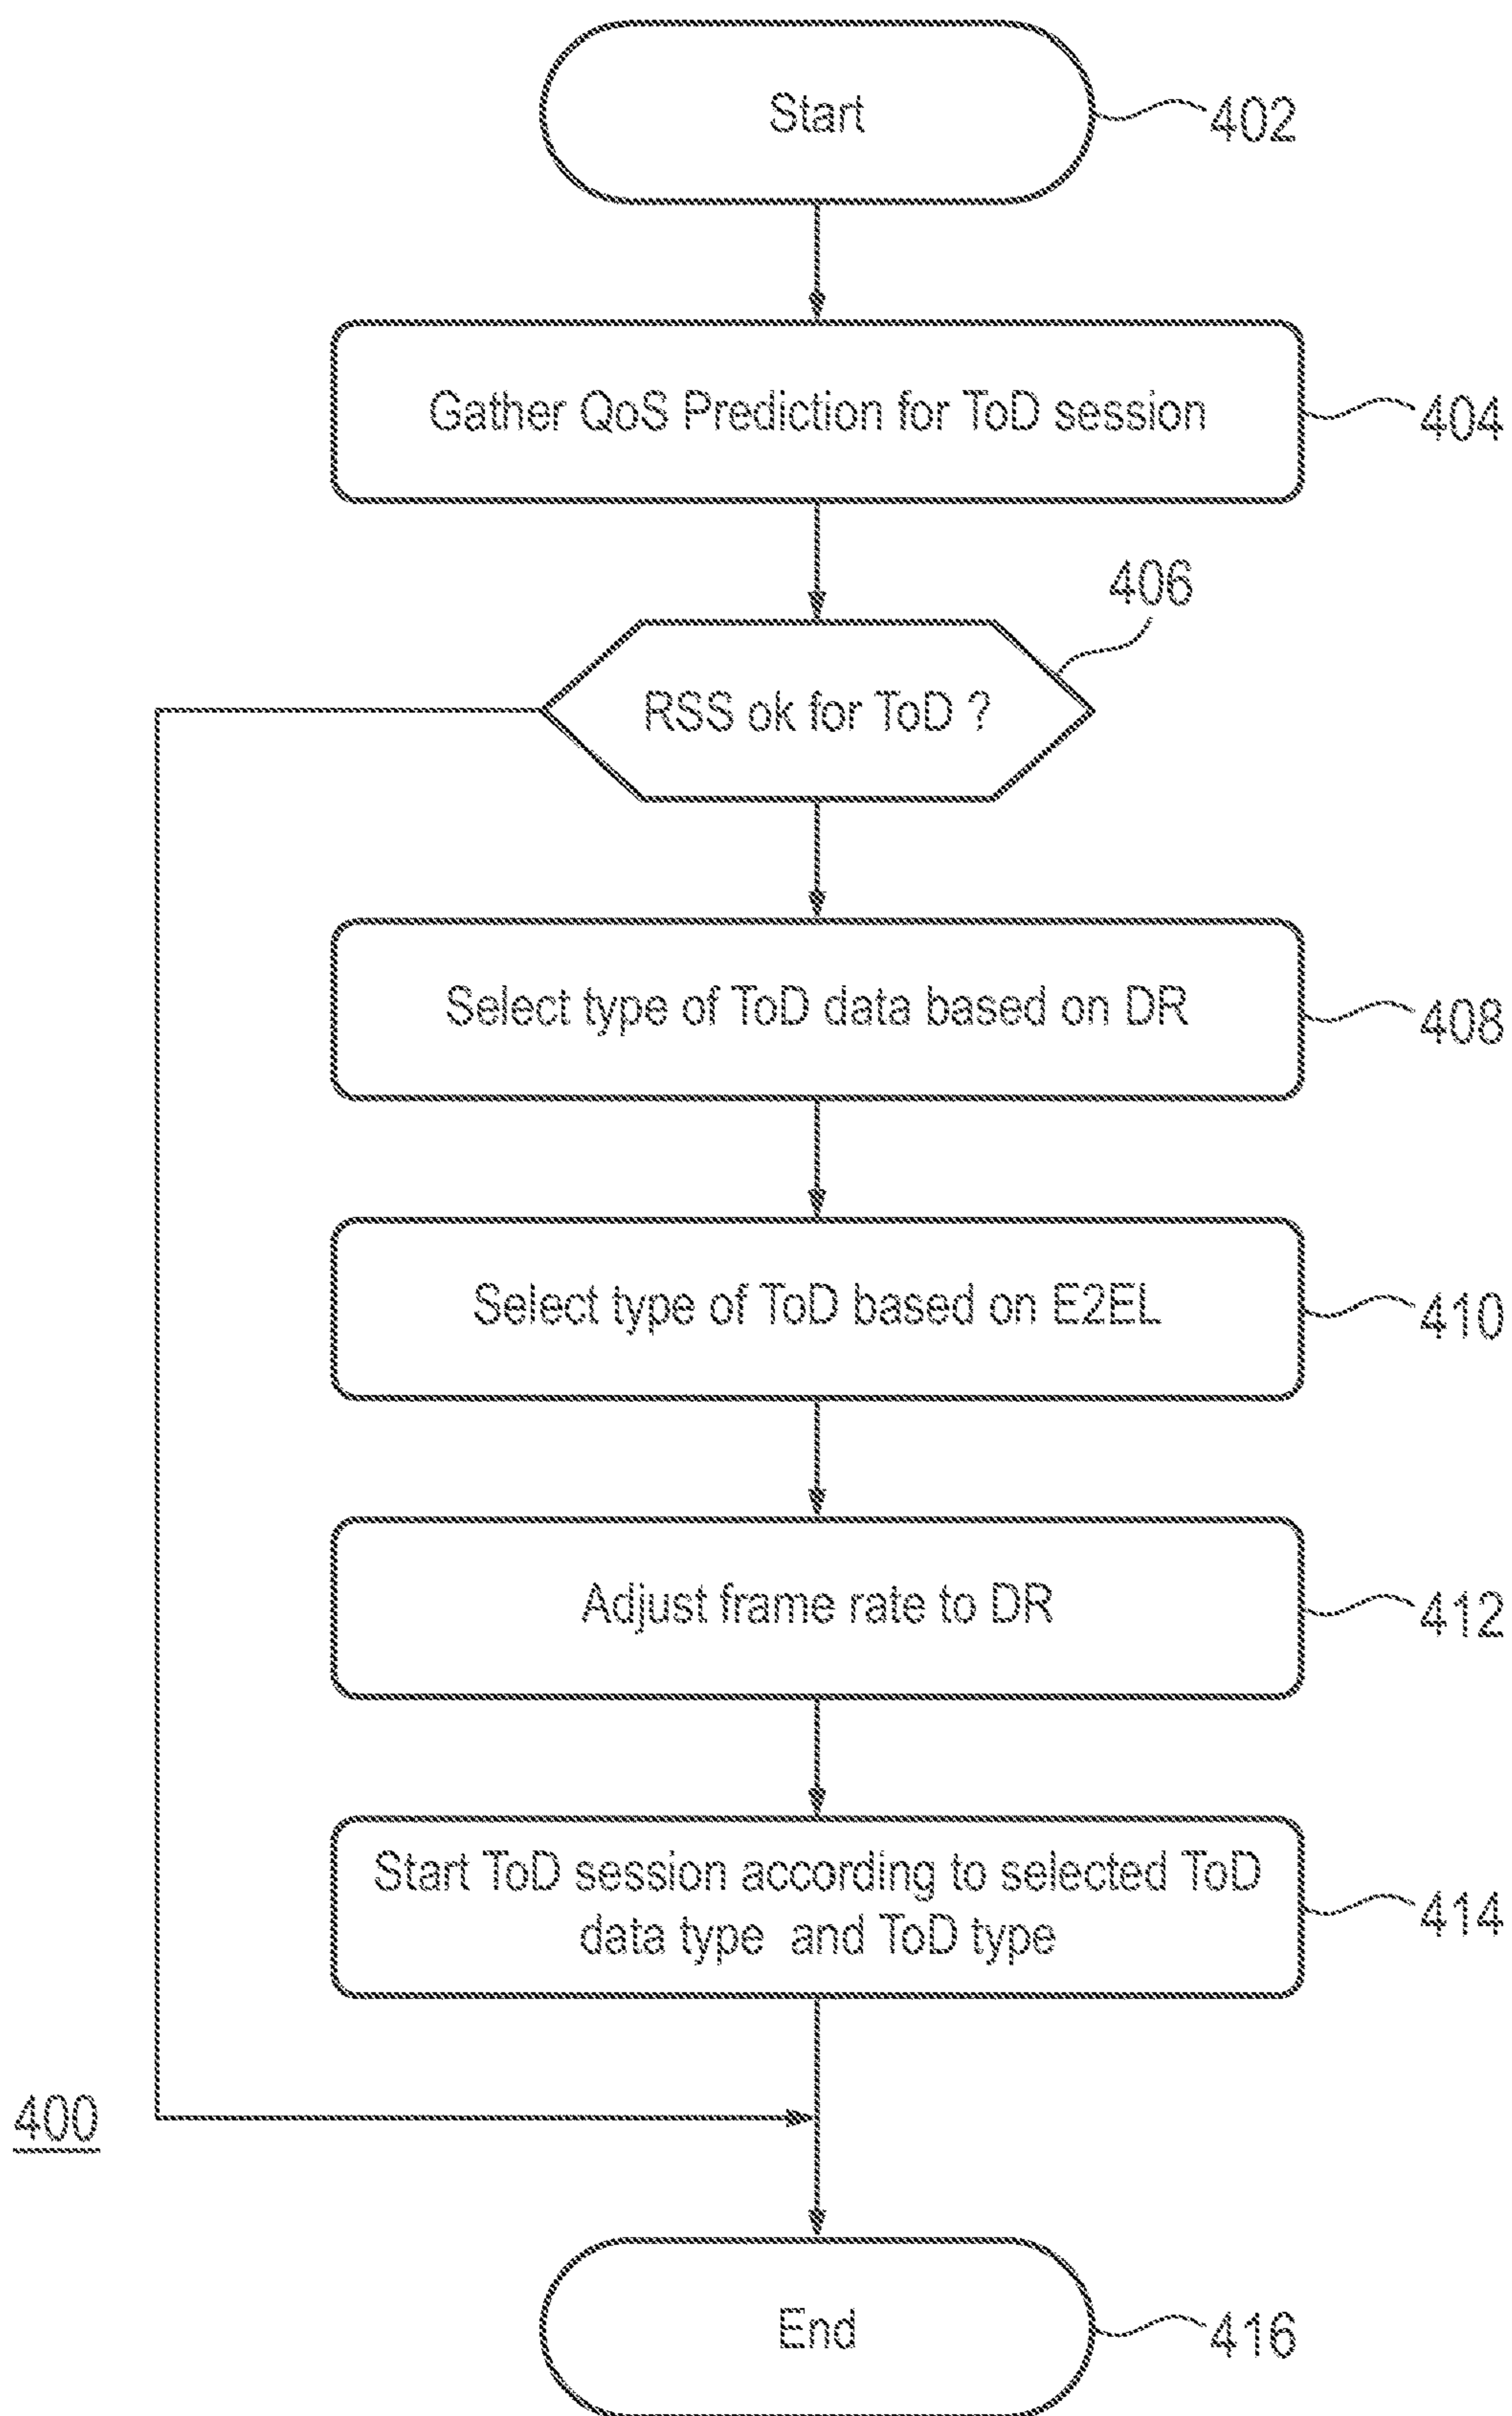 Start
402
Gather QoS Prediction for ToD session
404
406
RSS ok for ToD ?
Select type of ToD data based on DR
408
Select type of ToD based on E2EL
410
Adjust frame rate to DR
412
Start ToD session according to selected ToD
data type and ToD type
414
400
End
416